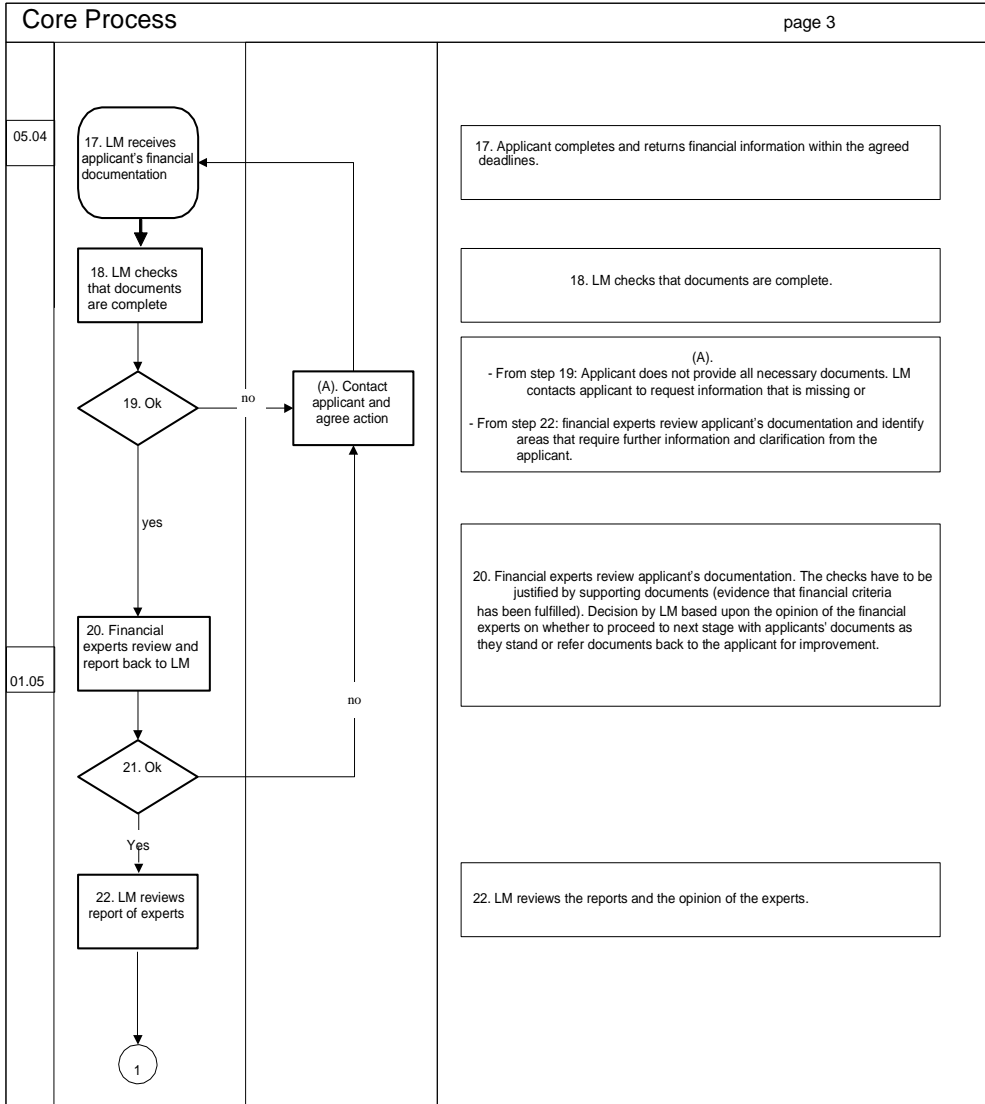 Core Process
page 3
05.04
17. LM receives
applicant's financial
documentation
17. Applicant completes and returns financial information within the agreed
deadlines.
18. LM checks
that documents
are complete
18. LM checks that documents are complete.
19. Ok
no
(A). Contact
applicant and
agree action
(A).
- From step 19: Applicant does not provide all necessary documents. LM
contacts applicant to request information that is missing or
- From step 22: financial experts review applicant's documentation and identify
areas that require further information and clarification from the
applicant.
yes
20. Financial
experts review and
report back to LM
20. Financial experts review applicant's documentation. The checks have to be
justified by supporting documents (evidence that financial criteria
has been fulfilled). Decision by LM based upon the opinion of the financial
experts on whether to proceed to next stage with applicants' documents as
they stand or refer documents back to the applicant for improvement.
01.05
no
21. Ok
Yes
22. LM reviews
report of experts
22. LM reviews the reports and the opinion of the experts.
1